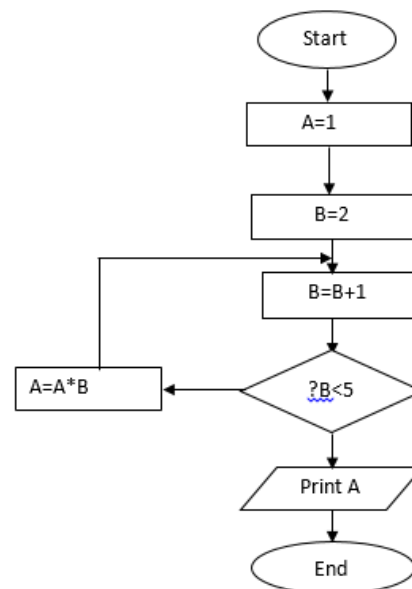 Start
A=1
B=2
B=B+1
?B<5
A=A*B
Print A
End